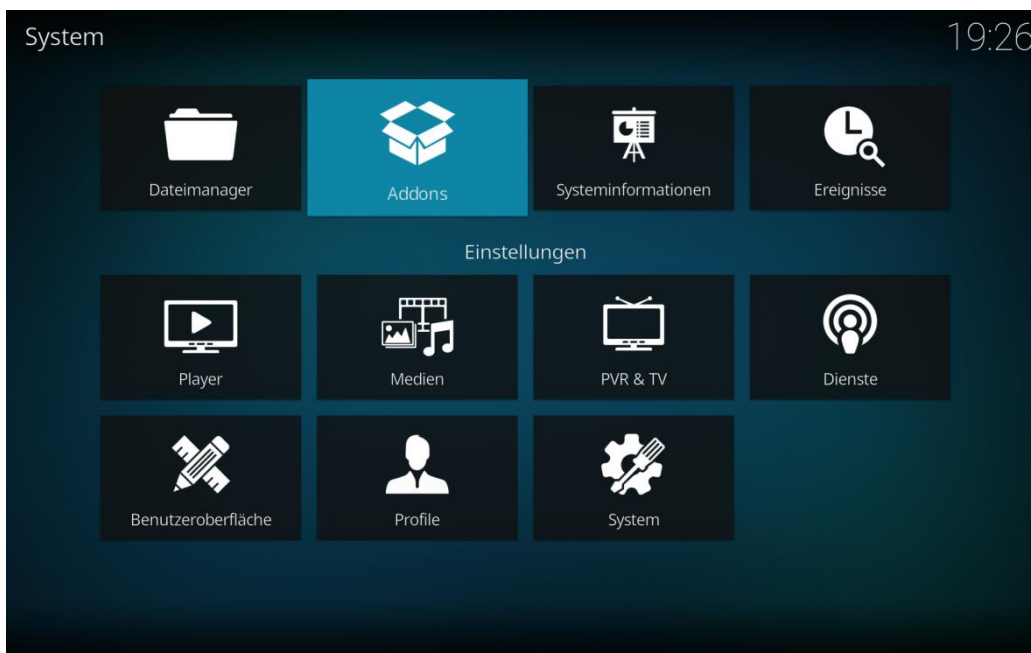 System 19:26
Dateimanager Addons Systeminformationen Ereignisse
Einstellungen
Player Medien PVR & TV Dienste
Benutzeroberfläche Profile System